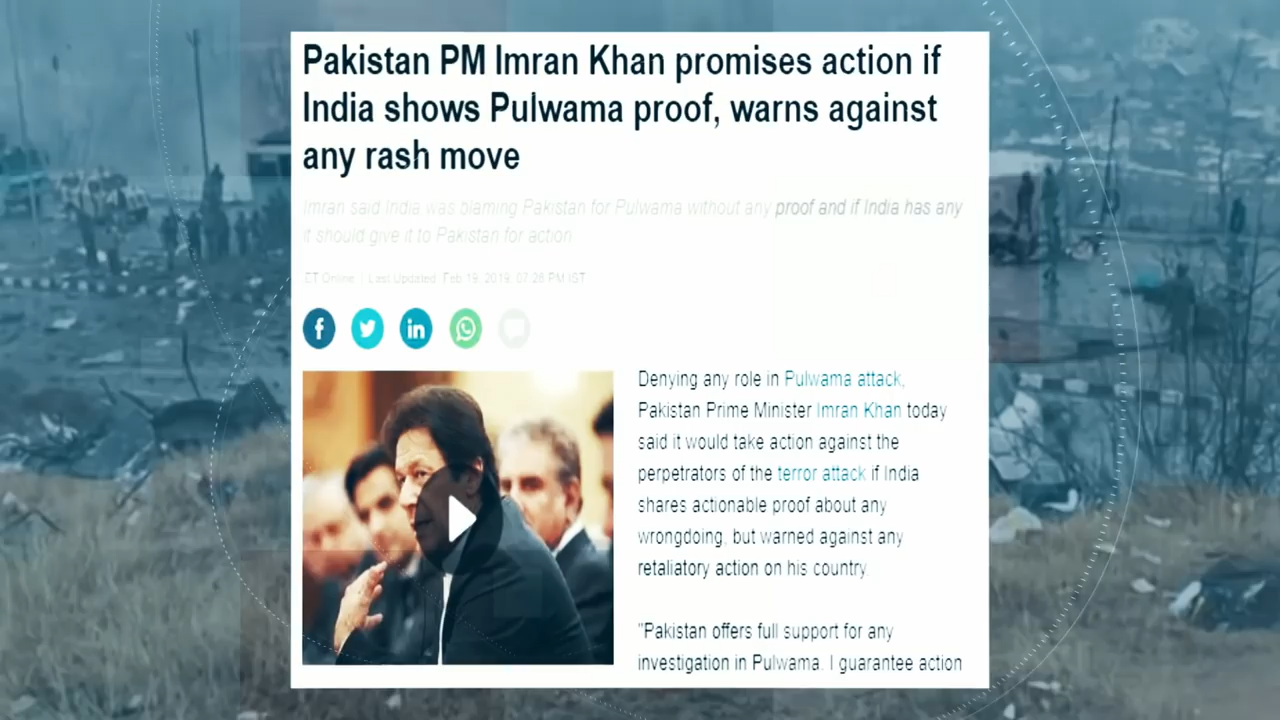 Pakistan PM Imran Khan promises action if
India shows Pulwama proof, warns against
any rash move
Imran said India was blaming Pakistan for Pulwama without any proof and if India has any
it should give it to Pakistan for action
ET Online | Last Updated: Feb 19, 2019, 07:26 PM IST
Denying any role in Pulwama attack,
Pakistan Prime Minister Imran Khan today
said it would take action against the
perpetrators of the terror attack if India
shares actionable proof about any
wrongdoing, but warned against any
retaliatory action on his country.
"Pakistan offers full support for any
investigation in Pulwama. I guarantee action